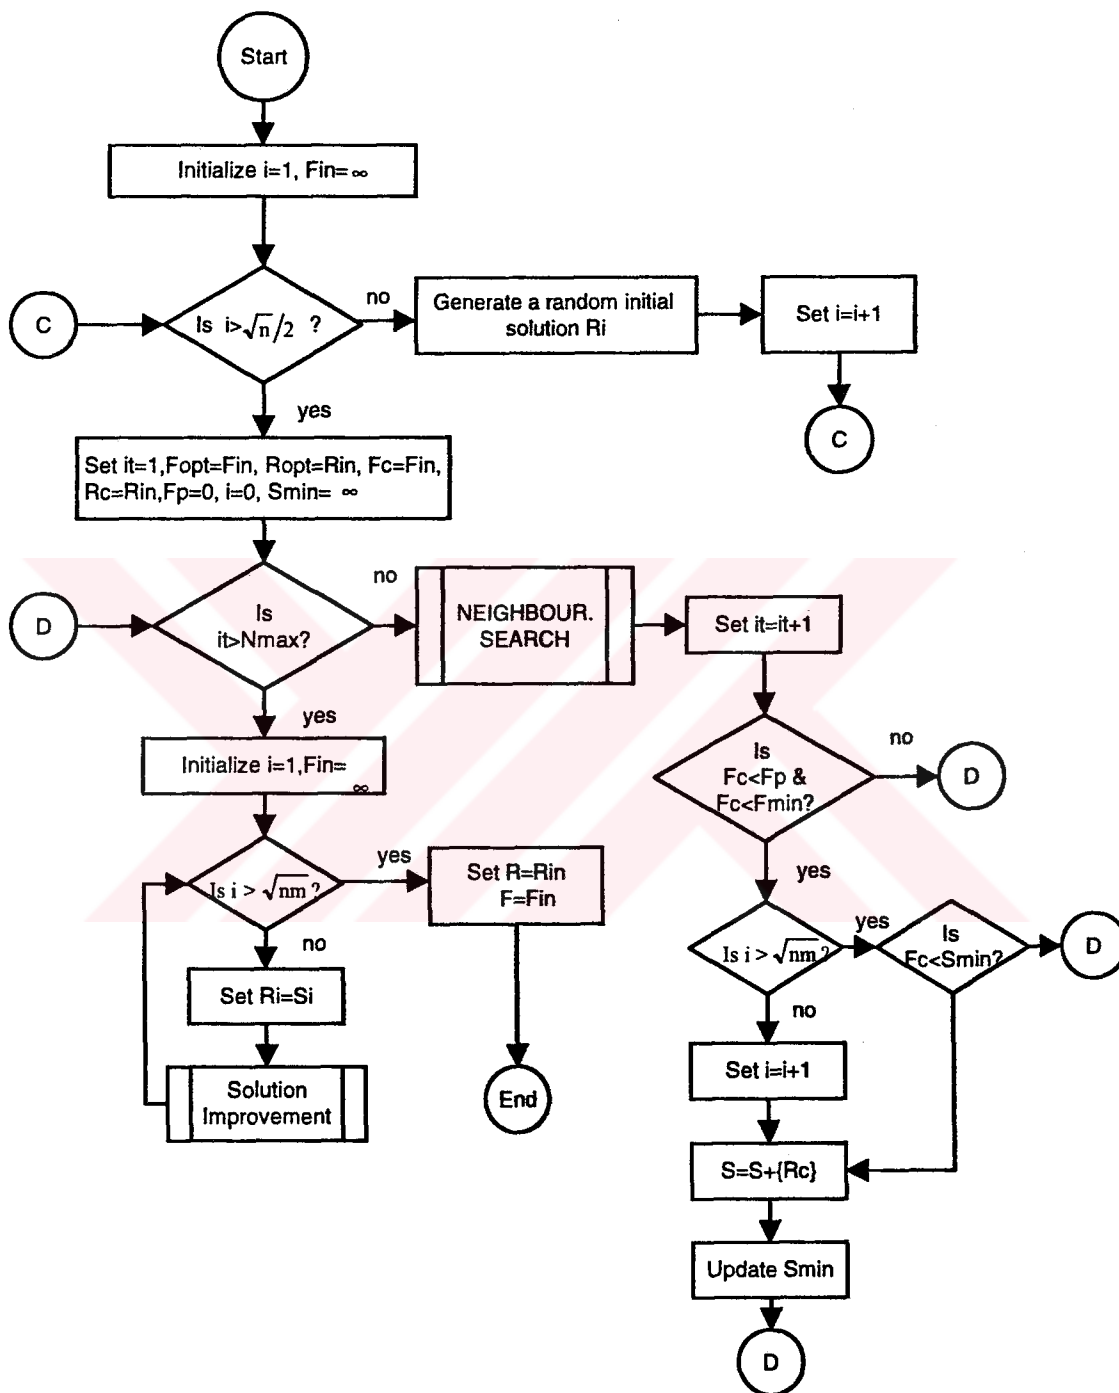 Start
Initialize i=1, Fin= ∞
C
Is i>√n/2 ?
no
Generate a random initial
solution Ri
Set i=i+1
C
yes
Set it=1,Fopt=Fin, Ropt=Rin, Fc=Fin,
Rc=Rin,Fp=0, i=0, Smin= ∞
D
Is
it>Nmax?
no
NEIGHBOUR.
SEARCH
Set it=it+1
yes
Initialize i=1,Fin=
∞
Is
Fc<Fp &
Fc<Fmin?
no
D
yes
Is i > √nm ?
yes
Set R=Rin
F=Fin
no
Set Ri=Si
Solution
Improvement
End
Is i > √nm ?
yes
Is
Fc<Smin?
D
no
Set i=i+1
S=S+{Rc}
Update Smin
D